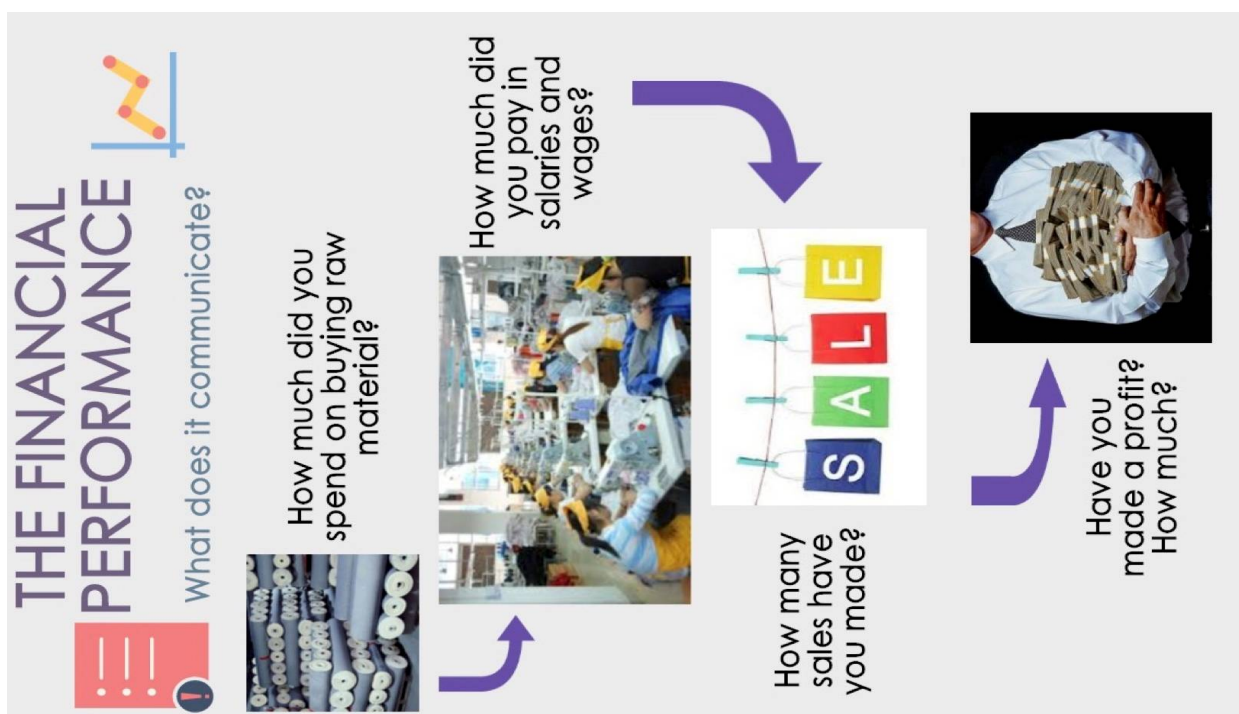 THE FINANCIAL
PERFORMANCE
What does it communicate?
How much did you
spend on buying raw
material?
How much did
you pay in
salaries and
wages?
SALE
How many
sales have
you made?
Have you
made a profit?
How much?